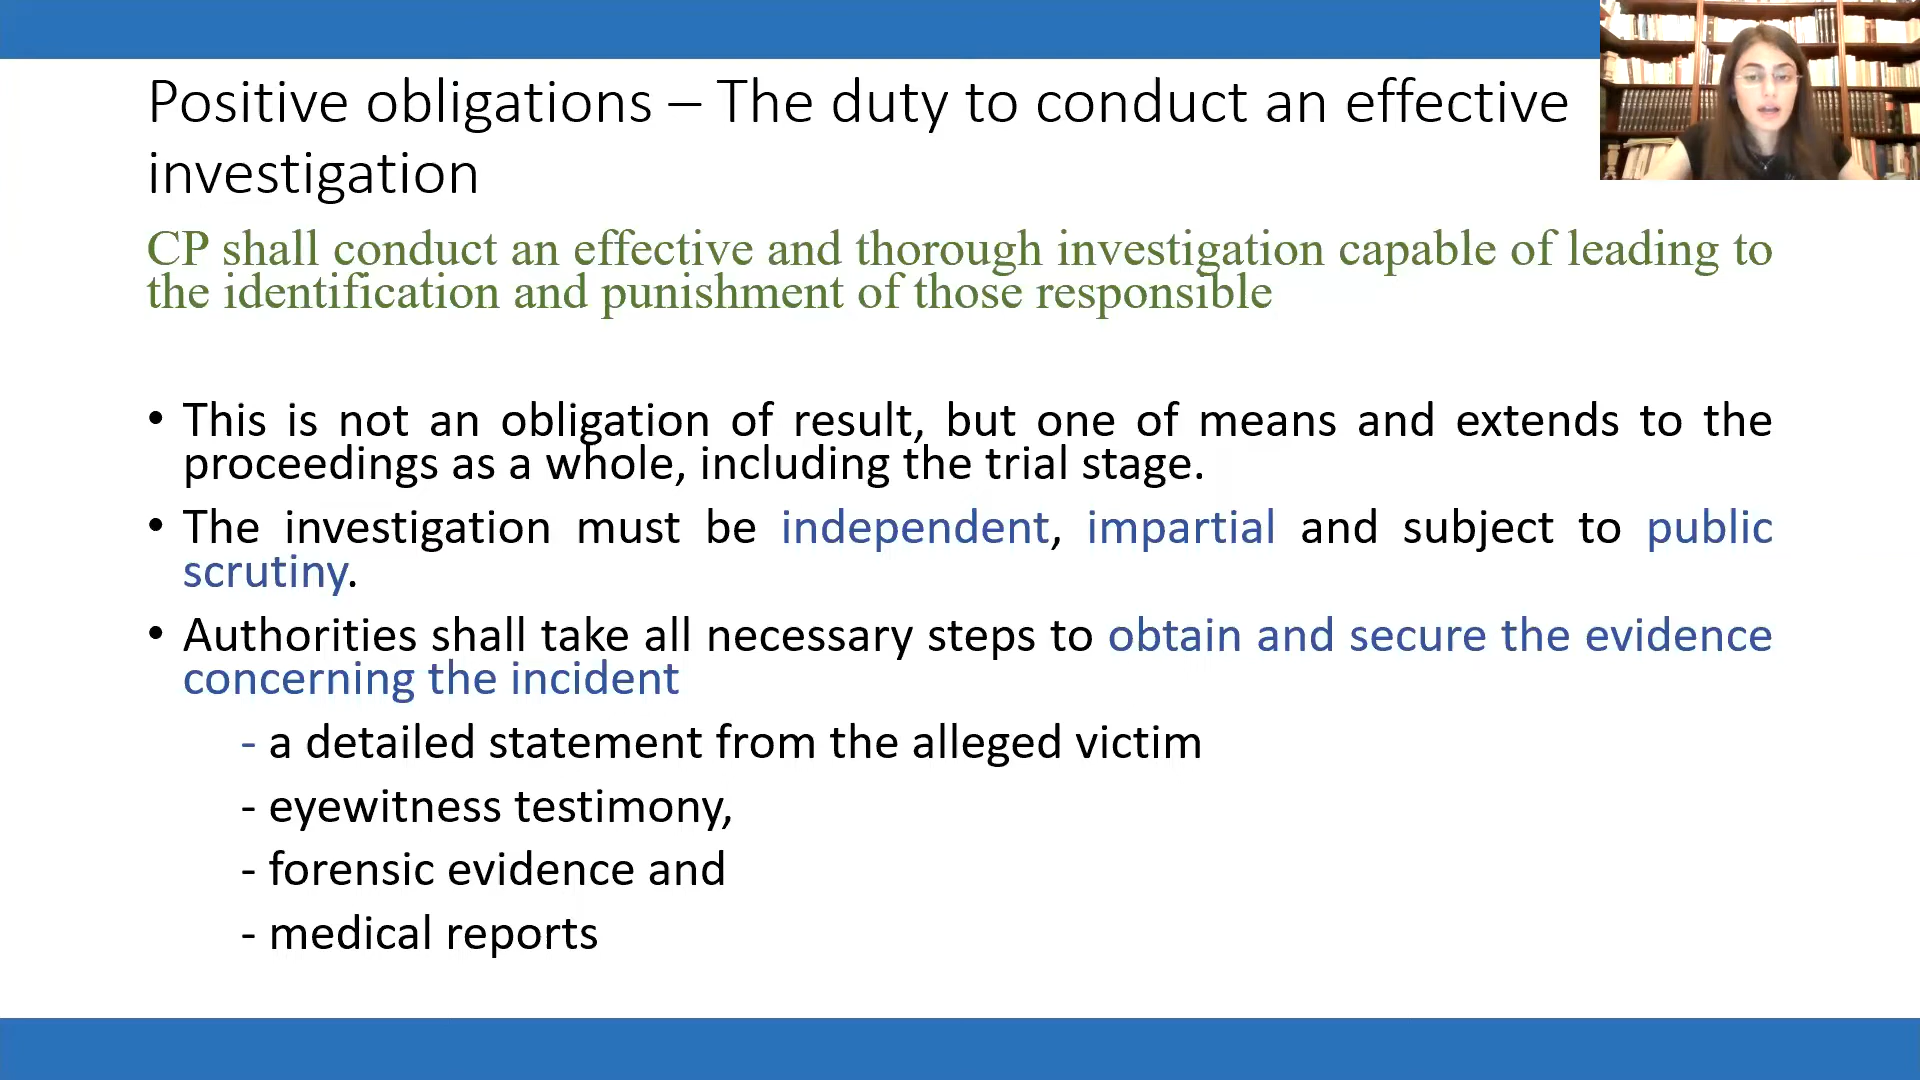 Positive obligations – The duty to conduct an effective
investigation
CP shall conduct an effective and thorough investigation capable of leading to
the identification and punishment of those responsible
• This is not an obligation of result, but one of means and extends to the
proceedings as a whole, including the trial stage.
• The investigation must be independent, impartial and subject to public
scrutiny.
• Authorities shall take all necessary steps to obtain and secure the evidence
concerning the incident
- a detailed statement from the alleged victim
- eyewitness testimony,
- forensic evidence and
- medical reports